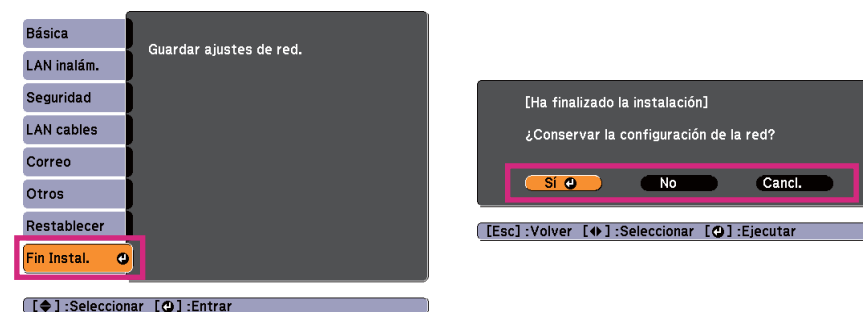 Básica
LAN inalám.
Seguridad
LAN cables
Correo
Otros
Restablecer
Fin Instal.
Guardar ajustes de red.
[◆] :Seleccionar [↵] :Entrar
[Ha finalizado la instalación]
¿Conservar la configuración de la red?
Sí No Cancl.
[Esc] :Volver [◀▶] :Seleccionar [↵] :Ejecutar